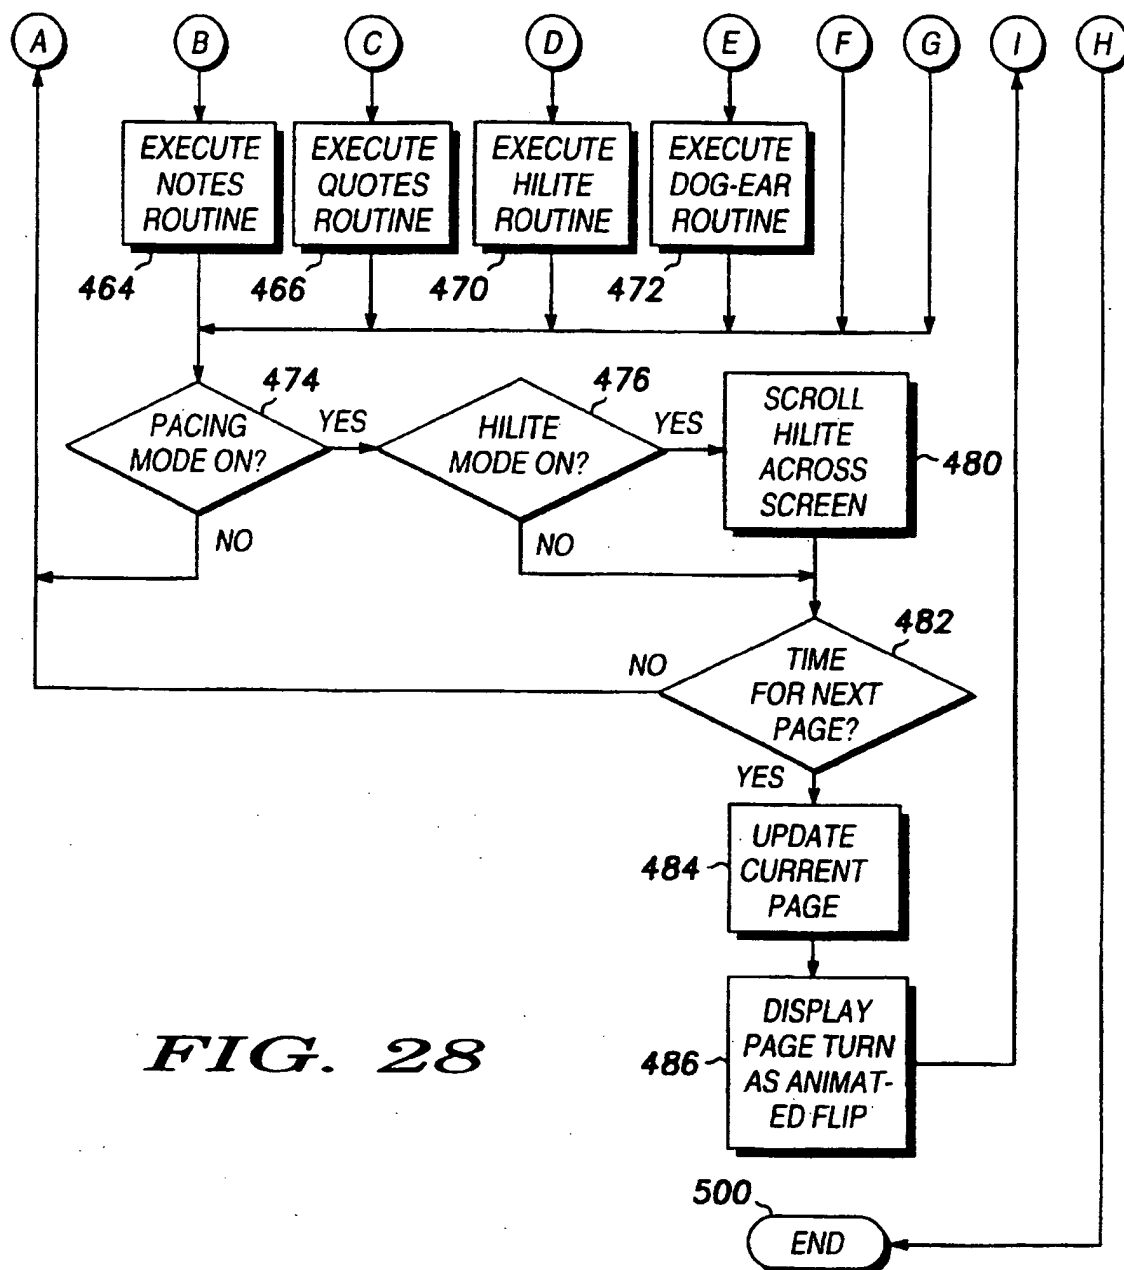 A B C D E F G I H
EXECUTE
NOTES
ROUTINE
464
EXECUTE
QUOTES
ROUTINE
466
EXECUTE
HILITE
ROUTINE
470
EXECUTE
DOG-EAR
ROUTINE
472
PACING
MODE ON?
474
YES
NO
HILITE
MODE ON?
476
YES
NO
SCROLL
HILITE
ACROSS
SCREEN
480
TIME
FOR NEXT
PAGE?
482
NO
YES
UPDATE
CURRENT
PAGE
484
DISPLAY
PAGE TURN
AS ANIMAT-
ED FLIP
486
500
END
FIG. 28